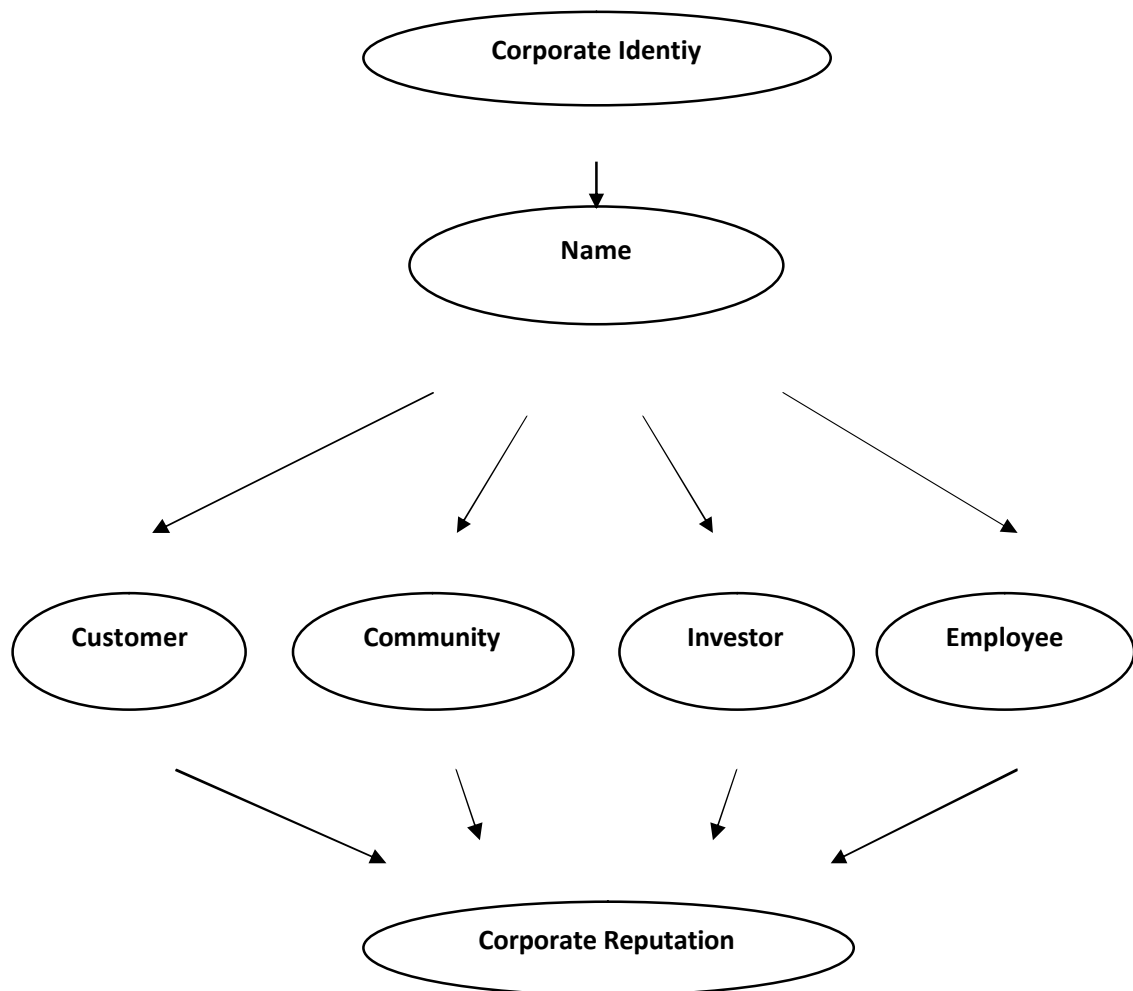 Corporate Identiy
Name
Customer
Community
Investor
Employee
Corporate Reputation